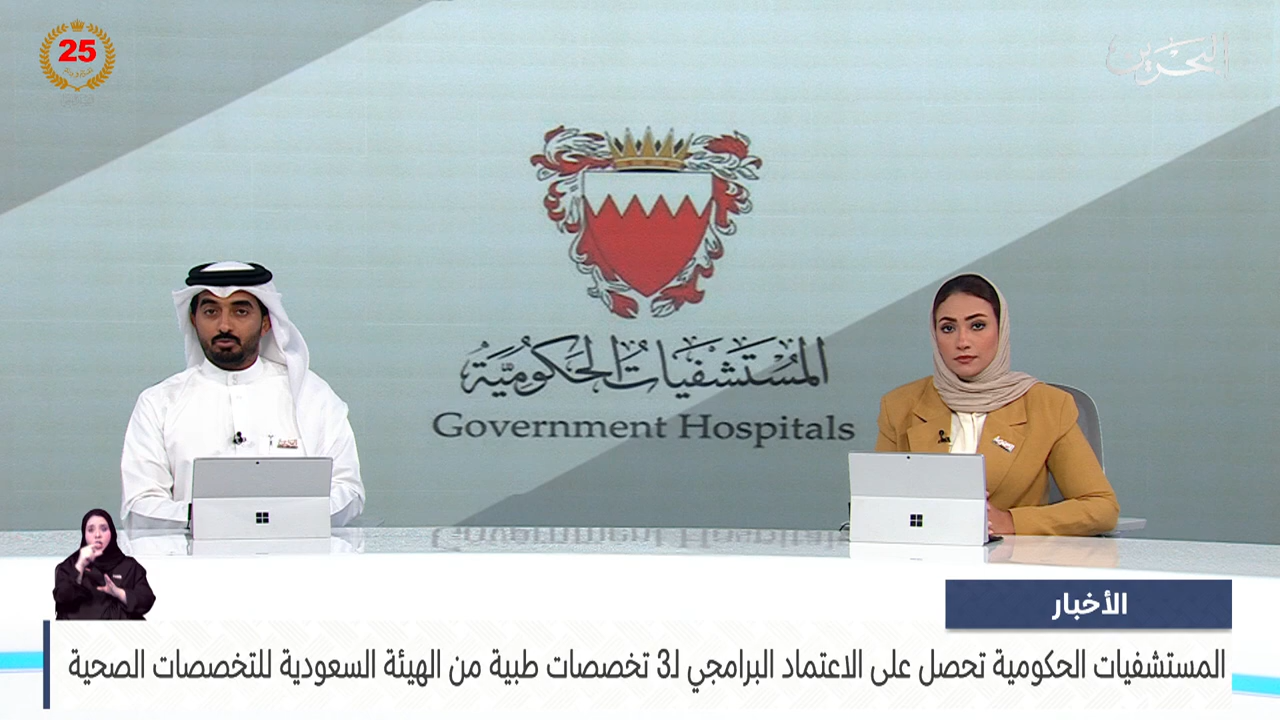 25
البحرين
المستشفيات الحكومية
Government Hospitals
الأخبار
المستشفيات الحكومية تحصل على الاعتماد البرامجي لـ3 تخصصات طبية من الهيئة السعودية للتخصصات الصحية